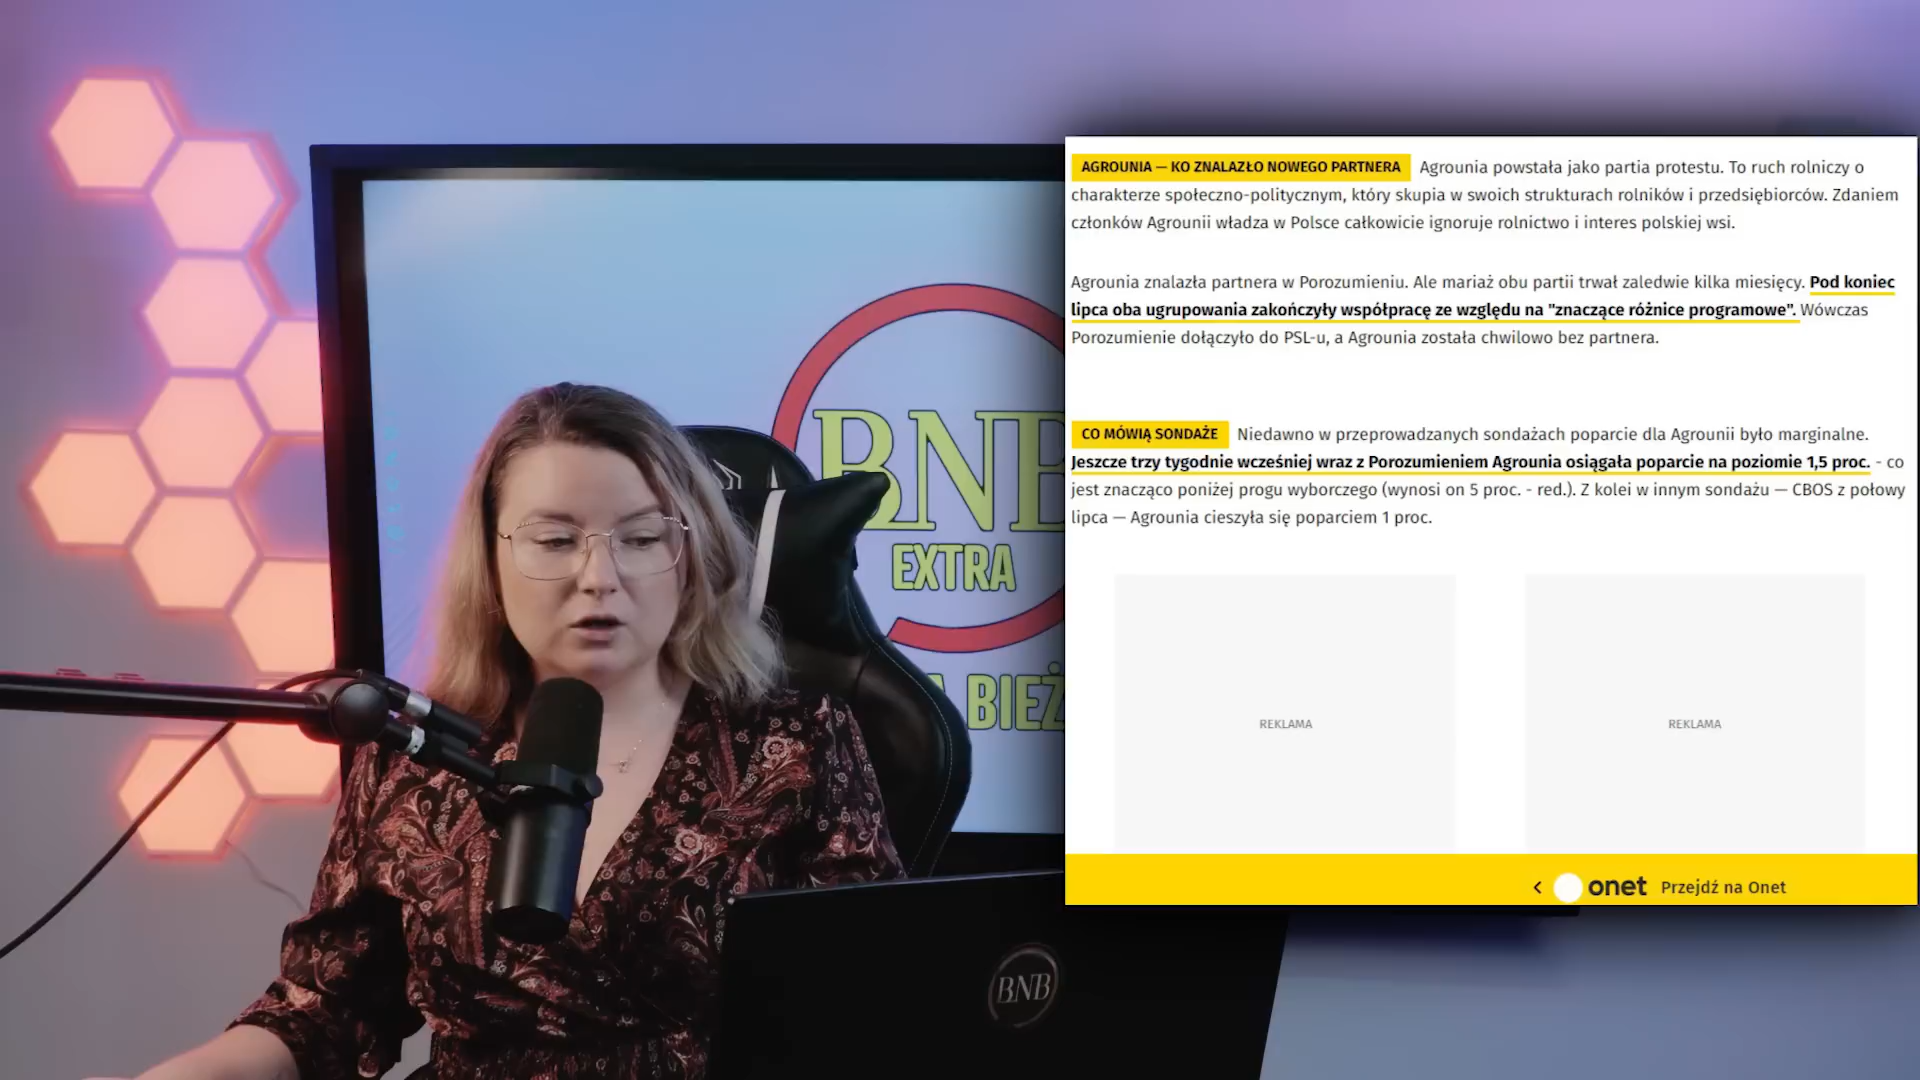 AGROUNIA — KO ZNALAZŁO NOWEGO PARTNERA Agrounia powstała jako partia protestu. To ruch rolniczy o
charakterze społeczno-politycznym, który skupia w swoich strukturach rolników i przedsiębiorców. Zdaniem
członków Agrounii władza w Polsce całkowicie ignoruje rolnictwo i interes polskiej wsi.
Agrounia znalazła partnera w Porozumieniu. Ale mariaż obu partii trwał zaledwie kilka miesięcy. Pod koniec
lipca oba ugrupowania zakończyły współpracę ze względu na "znaczące różnice programowe". Wówczas
Porozumienie dołączyło do PSL-u, a Agrounia została chwilowo bez partnera.
CO MÓWIĄ SONDAŻE Niedawno w przeprowadzanych sondażach poparcie dla Agrounii było marginalne.
Jeszcze trzy tygodnie wcześniej wraz z Porozumieniem Agrounia osiągała poparcie na poziomie 1,5 proc. - co
jest znacząco poniżej progu wyborczego (wynosi on 5 proc. - red.). Z kolei w innym sondażu — CBOS z połowy
lipca — Agrounia cieszyła się poparciem 1 proc.
REKLAMA
REKLAMA
onet Przejdź na Onet
BNB
EXTRA
BNB